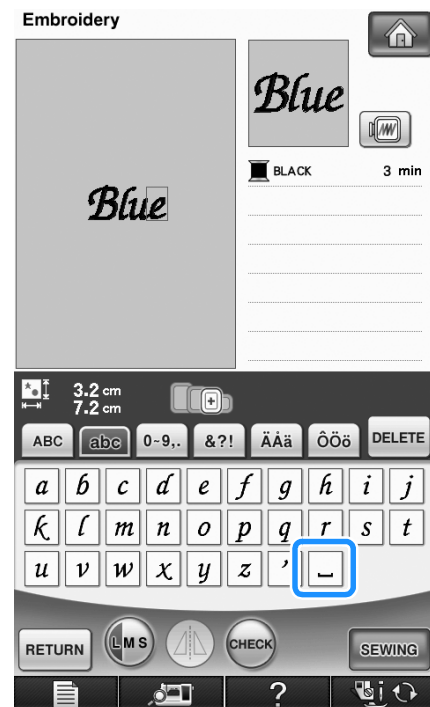 Embroidery
Blue
Blue
BLACK 3 min
3.2 cm
7.2 cm
ABC abc 0~9,. &?! ÄÅä ÔÖö DELETE
a b c d e f g h i j
k l m n o p q r s t
u v w x y z ’ ⎵
RETURN L M S CHECK SEWING
?